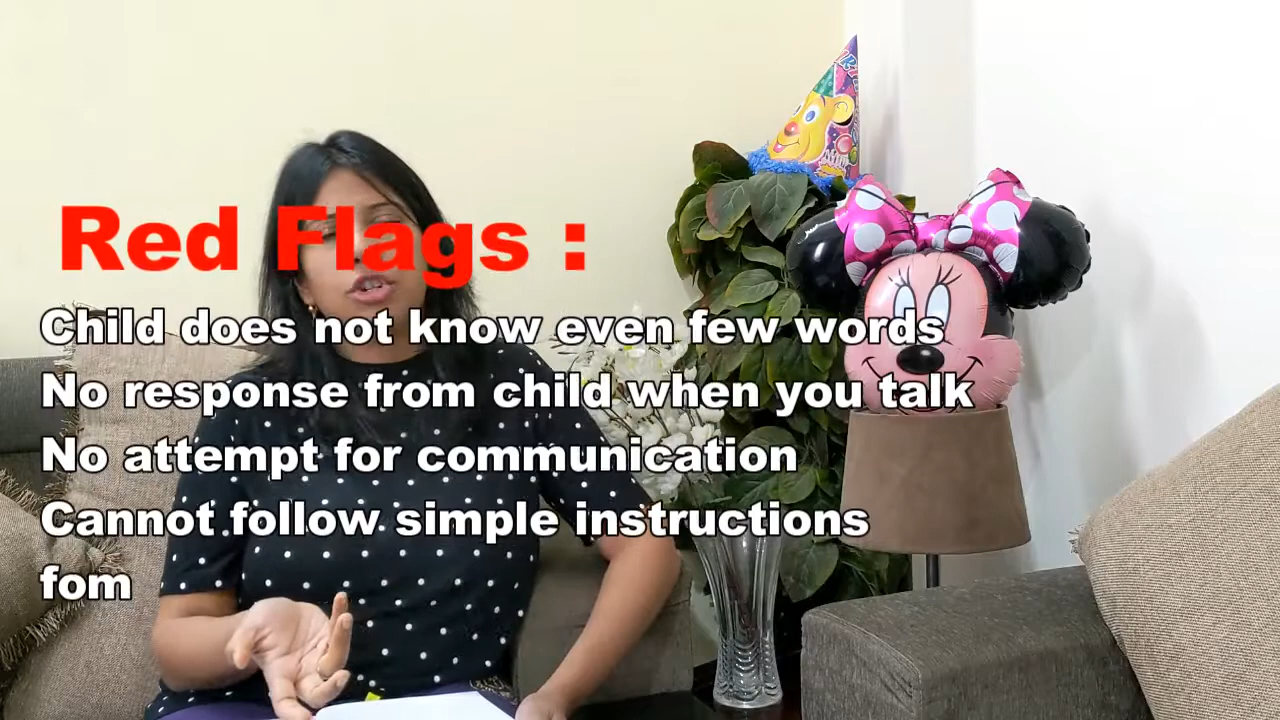 Red Flags :
Child does not know even few words
No response from child when you talk
No attempt for communication
Cannot follow simple instructions
fom